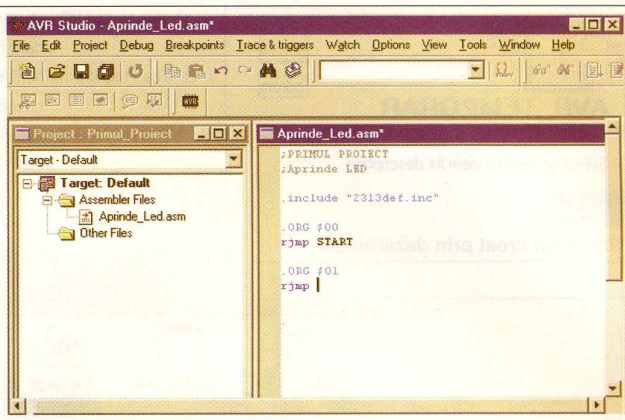 AVR Studio - Aprinde_Led.asm*
File Edit Project Debug Breakpoints Trace & triggers Watch Options View Tools Window Help
AVR
Project : Primul_Proiect
Aprinde_Led.asm*
Target - Default
Target: Default
Assembler Files
Aprinde_Led.asm
Other Files
;PRIMUL PROIECT
;Aprinde LED
.include "2313def.inc"
.ORG $00
rjmp START
.ORG $01
rjmp